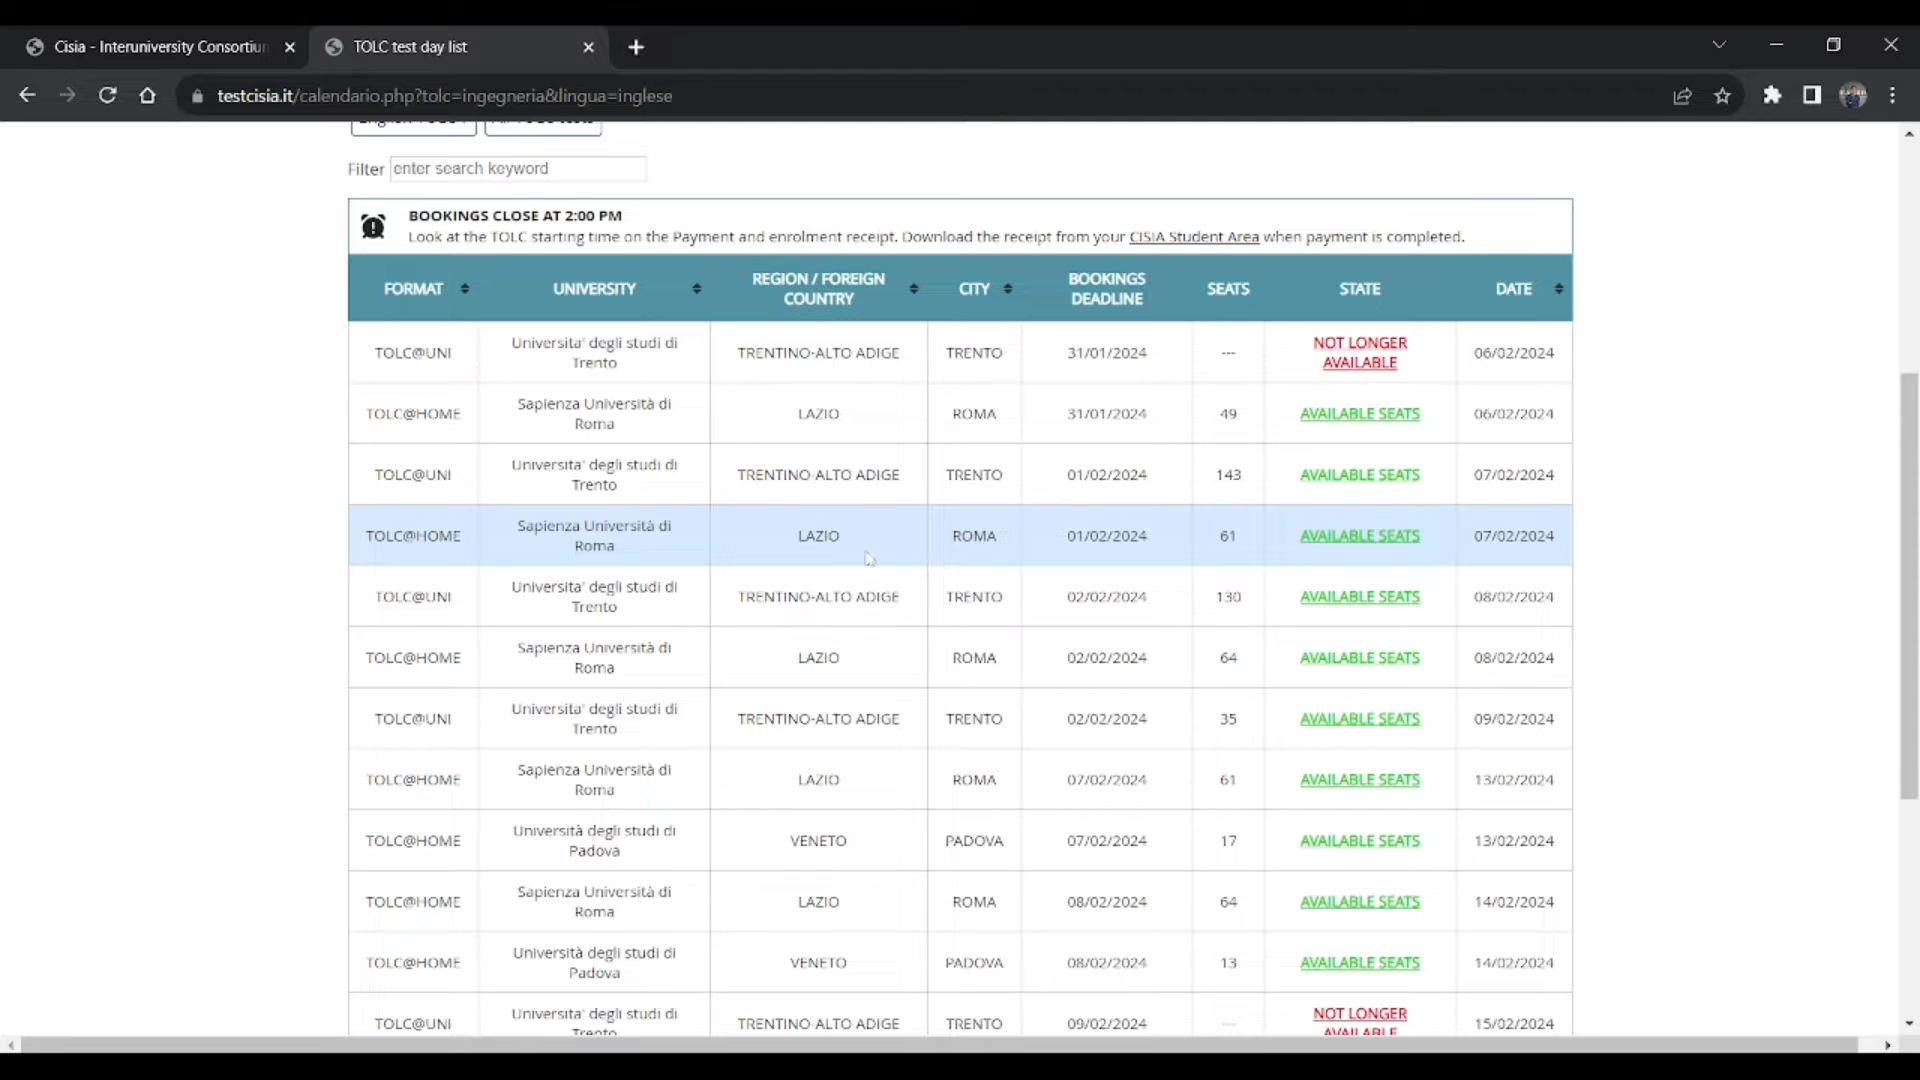 Cisia - Interuniversity Consortiu
TOLC test day list
testcisia.it/calendario.php?tolc=ingegneria&lingua=inglese
Filter enter search keyword
BOOKINGS CLOSE AT 2:00 PM
Look at the TOLC starting time on the Payment and enrolment receipt. Download the receipt from your CISIA Student Area when payment is completed.
FORMAT UNIVERSITY REGION / FOREIGN COUNTRY CITY BOOKINGS DEADLINE SEATS STATE DATE
TOLC@UNI Universita' degli studi di Trento TRENTINO-ALTO ADIGE TRENTO 31/01/2024 --- NOT LONGER AVAILABLE 06/02/2024
TOLC@HOME Sapienza Università di Roma LAZIO ROMA 31/01/2024 49 AVAILABLE SEATS 06/02/2024
TOLC@UNI Universita' degli studi di Trento TRENTINO-ALTO ADIGE TRENTO 01/02/2024 143 AVAILABLE SEATS 07/02/2024
TOLC@HOME Sapienza Università di Roma LAZIO ROMA 01/02/2024 61 AVAILABLE SEATS 07/02/2024
TOLC@UNI Universita' degli studi di Trento TRENTINO-ALTO ADIGE TRENTO 02/02/2024 130 AVAILABLE SEATS 08/02/2024
TOLC@HOME Sapienza Università di Roma LAZIO ROMA 02/02/2024 64 AVAILABLE SEATS 08/02/2024
TOLC@UNI Universita' degli studi di Trento TRENTINO-ALTO ADIGE TRENTO 02/02/2024 35 AVAILABLE SEATS 09/02/2024
TOLC@HOME Sapienza Università di Roma LAZIO ROMA 07/02/2024 61 AVAILABLE SEATS 13/02/2024
TOLC@HOME Università degli studi di Padova VENETO PADOVA 07/02/2024 17 AVAILABLE SEATS 13/02/2024
TOLC@HOME Sapienza Università di Roma LAZIO ROMA 08/02/2024 64 AVAILABLE SEATS 14/02/2024
TOLC@HOME Università degli studi di Padova VENETO PADOVA 08/02/2024 13 AVAILABLE SEATS 14/02/2024
TOLC@UNI Universita' degli studi di Trento TRENTINO-ALTO ADIGE TRENTO 09/02/2024 --- NOT LONGER AVAILABLE 15/02/2024